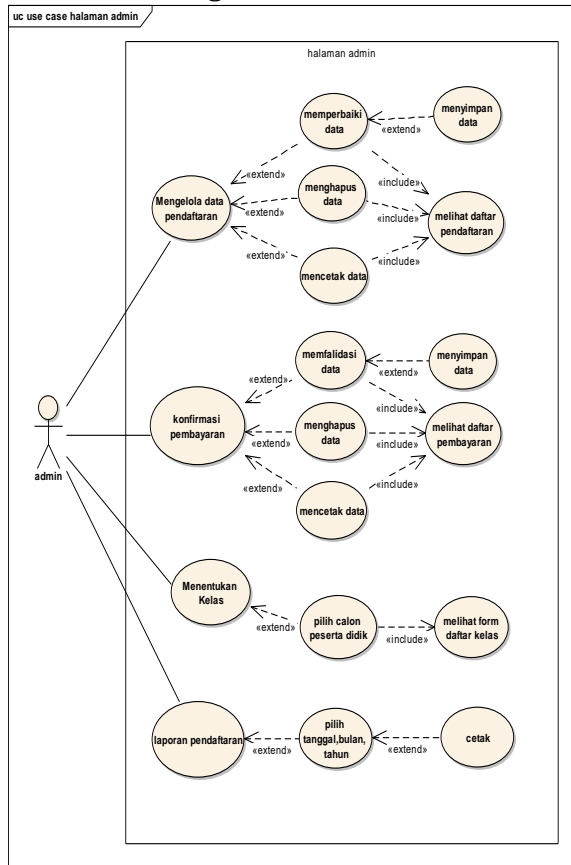 uc use case halaman admin
halaman admin
memperbaiki
data
«extend»
menyimpan
data
«extend»
«include»
Mengelola data
pendaftaran
«extend»
menghapus
data
«include»
melihat daftar
pendaftaran
«extend»
mencetak data
«include»
memfalidasi
data
«extend»
menyimpan
data
«extend»
«include»
konfirmasi
pembayaran
«extend»
menghapus
data
«include»
melihat daftar
pembayaran
«extend»
mencetak data
«include»
admin
Menentukan
Kelas
«extend»
pilih calon
peserta didik
«include»
melihat form
daftar kelas
laporan pendaftaran
«extend»
pilih
tanggal,bulan,
tahun
«extend»
cetak